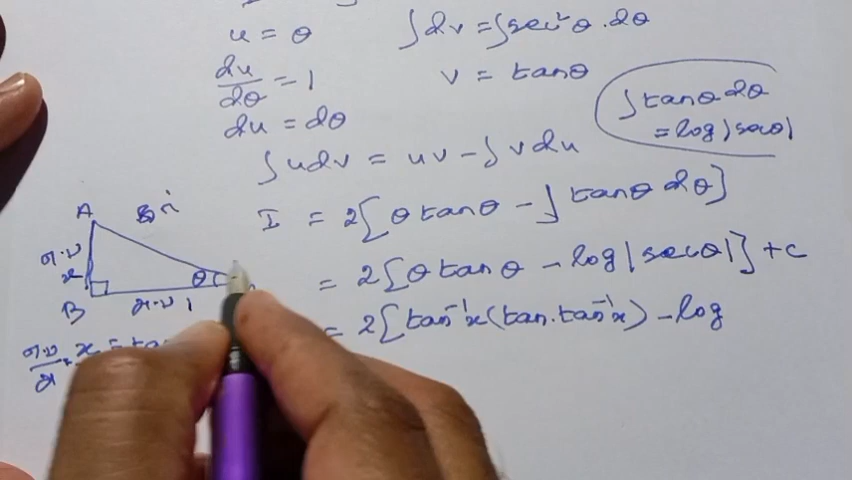 u = θ ∫dv = ∫sec²θ.dθ
du/dθ = 1 v = tanθ
du = dθ
∫tanθ dθ
= log|secθ|
∫udv = uv - ∫vdu
A
I = 2[θ tanθ - ∫ tanθ dθ]
= 2[θ tanθ - log|secθ|] + c
x
θ
B
1
= 2[tan⁻¹x(tan.tan⁻¹x) - log
x =